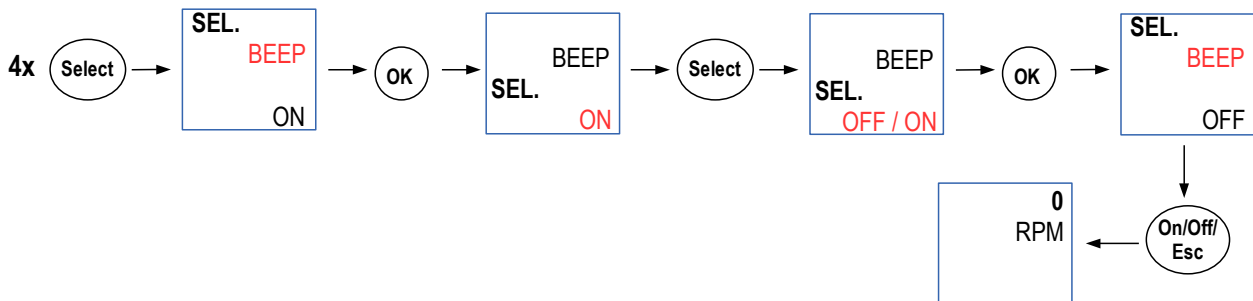 4x
Select
SEL.
BEEP
ON
OK
BEEP
SEL.
ON
Select
BEEP
SEL.
OFF / ON
OK
SEL.
BEEP
OFF
On/Off/
Esc
0
RPM